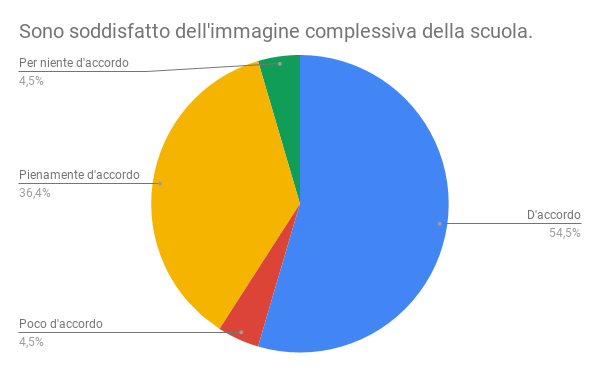 Sono soddisfatto dell'immagine complessiva della scuola.
Per niente d'accordo
4,5%
Pienamente d'accordo
36,4%
D'accordo
54,5%
Poco d'accordo
4,5%